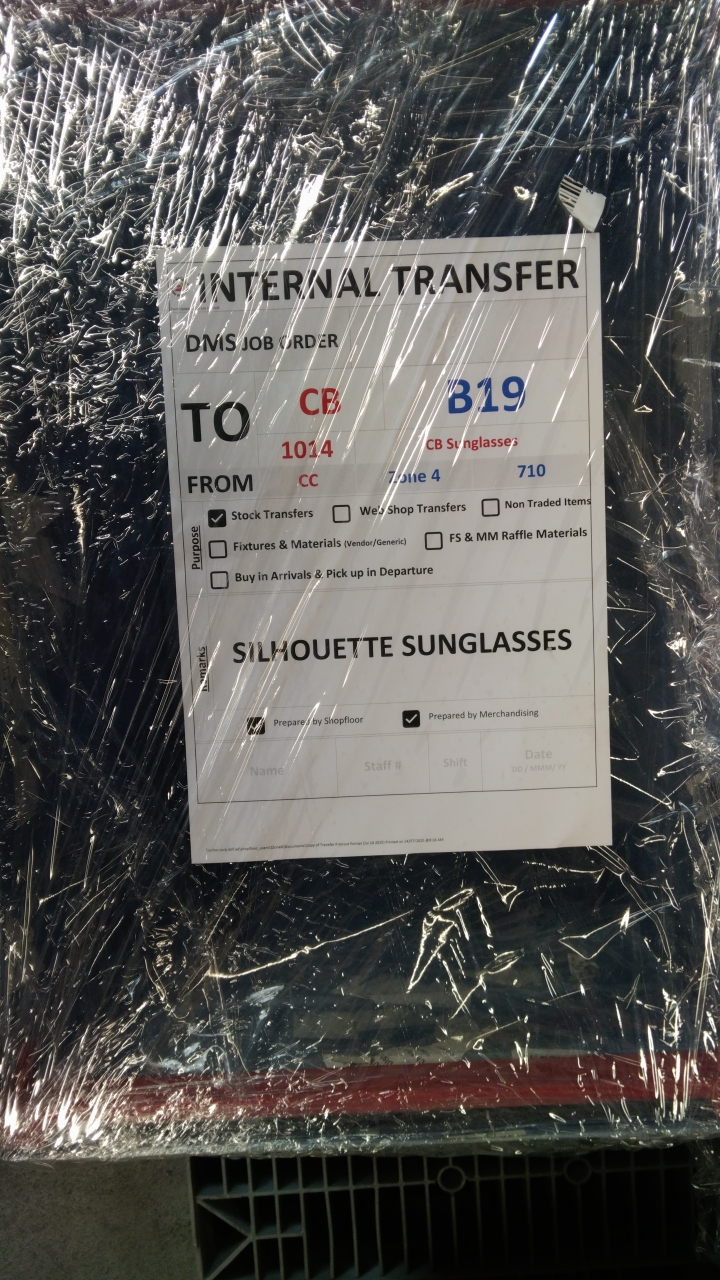 INTERNAL TRANSFER
DMS JOB ORDER
TO CB B19
1014 CB Sunglasses
FROM CC Zone 4 710
Purpose
Stock Transfers Web Shop Transfers Non Traded Items
Fixtures & Materials (Vendor/Generic) FS & MM Raffle Materials
Buy in Arrivals & Pick up in Departure
Remarks
SILHOUETTE SUNGLASSES
Prepared by Shopfloor Prepared by Merchandising
Name Staff # Shift Date
DD / MMM/ YY